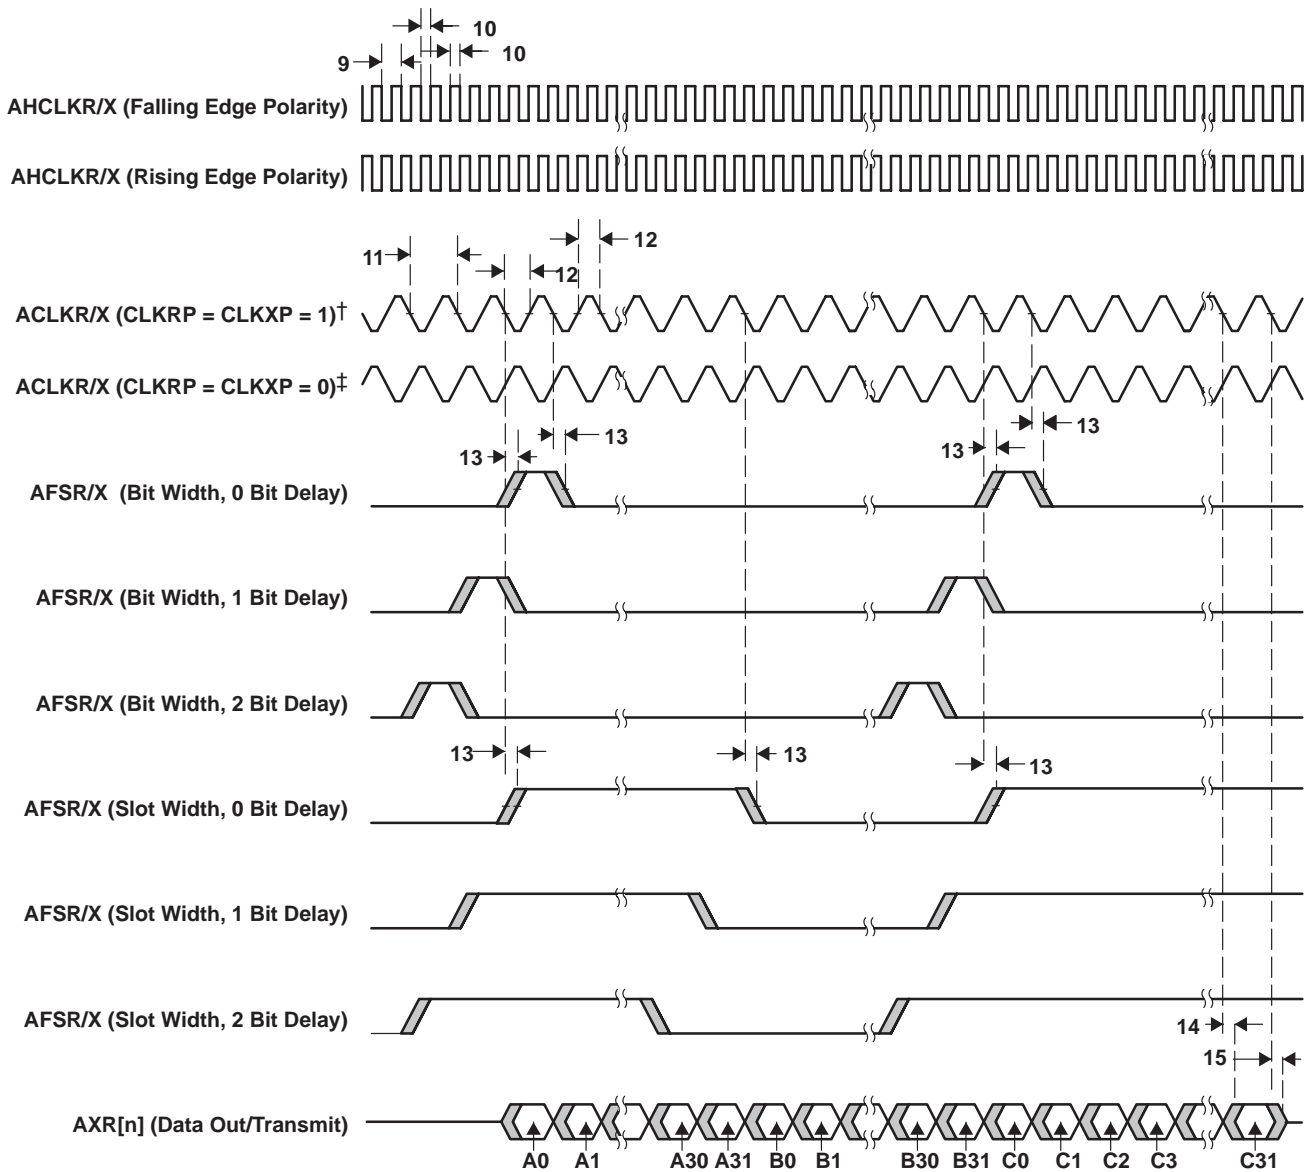 10
10
9
AHCLKR/X (Falling Edge Polarity)
AHCLKR/X (Rising Edge Polarity)
12
11
12
ACLKR/X (CLKRP = CLKXP = 1)†
ACLKR/X (CLKRP = CLKXP = 0)‡
13
13
13
13
AFSR/X (Bit Width, 0 Bit Delay)
AFSR/X (Bit Width, 1 Bit Delay)
AFSR/X (Bit Width, 2 Bit Delay)
13
13
13
AFSR/X (Slot Width, 0 Bit Delay)
AFSR/X (Slot Width, 1 Bit Delay)
AFSR/X (Slot Width, 2 Bit Delay)
14
15
AXR[n] (Data Out/Transmit)
A0 A1 A30 A31 B0 B1 B30 B31 C0 C1 C2 C3 C31